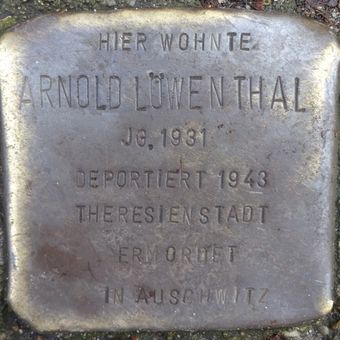 HIER WOHNTE
ARNOLD LÖWENTHAL
JG. 1931
DEPORTIERT 1943
THERESIENSTADT
ERMORDET
IN AUSCHWITZ